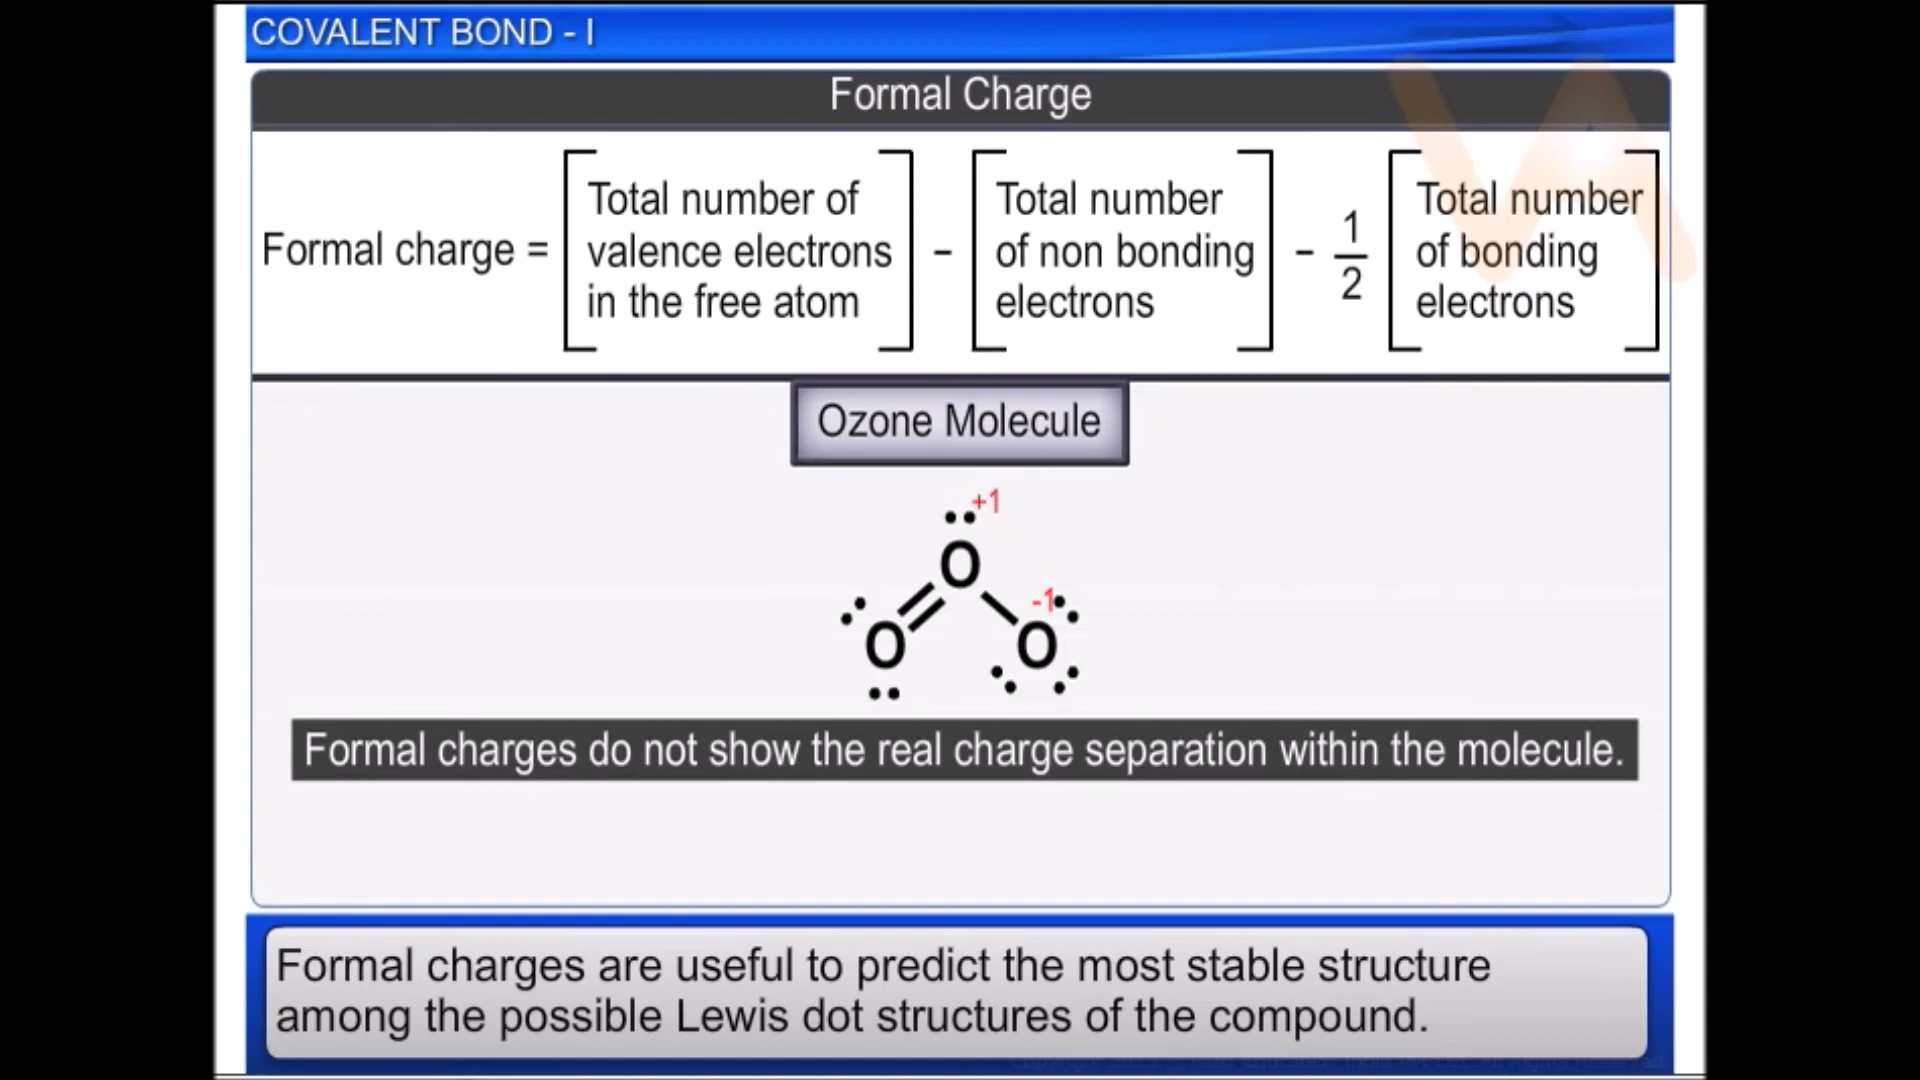 COVALENT BOND - I
Formal Charge
Formal charge = [Total number of valence electrons in the free atom] - [Total number of non bonding electrons] - 1/2 [Total number of bonding electrons]
Ozone Molecule
+1
O
-1
O O
Formal charges do not show the real charge separation within the molecule.
Formal charges are useful to predict the most stable structure
among the possible Lewis dot structures of the compound.